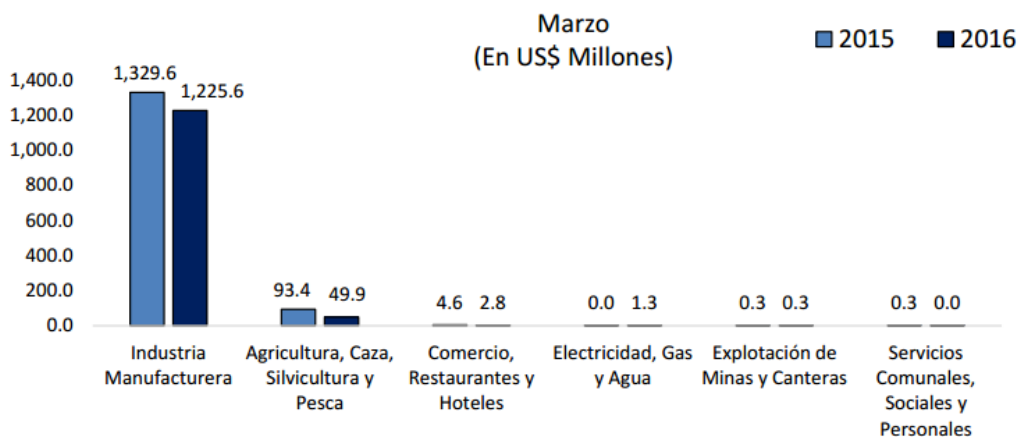 Marzo
(En US$ Millones)
2015 2016
1,400.0
1,200.0
1,000.0
800.0
600.0
400.0
200.0
0.0
1,329.6 1,225.6
93.4 49.9
4.6 2.8
0.0 1.3
0.3 0.3
0.3 0.0
Industria
Manufacturera
Agricultura, Caza,
Silvicultura y
Pesca
Comercio,
Restaurantes y
Hoteles
Electricidad, Gas
y Agua
Explotación de
Minas y Canteras
Servicios
Comunales,
Sociales y
Personales